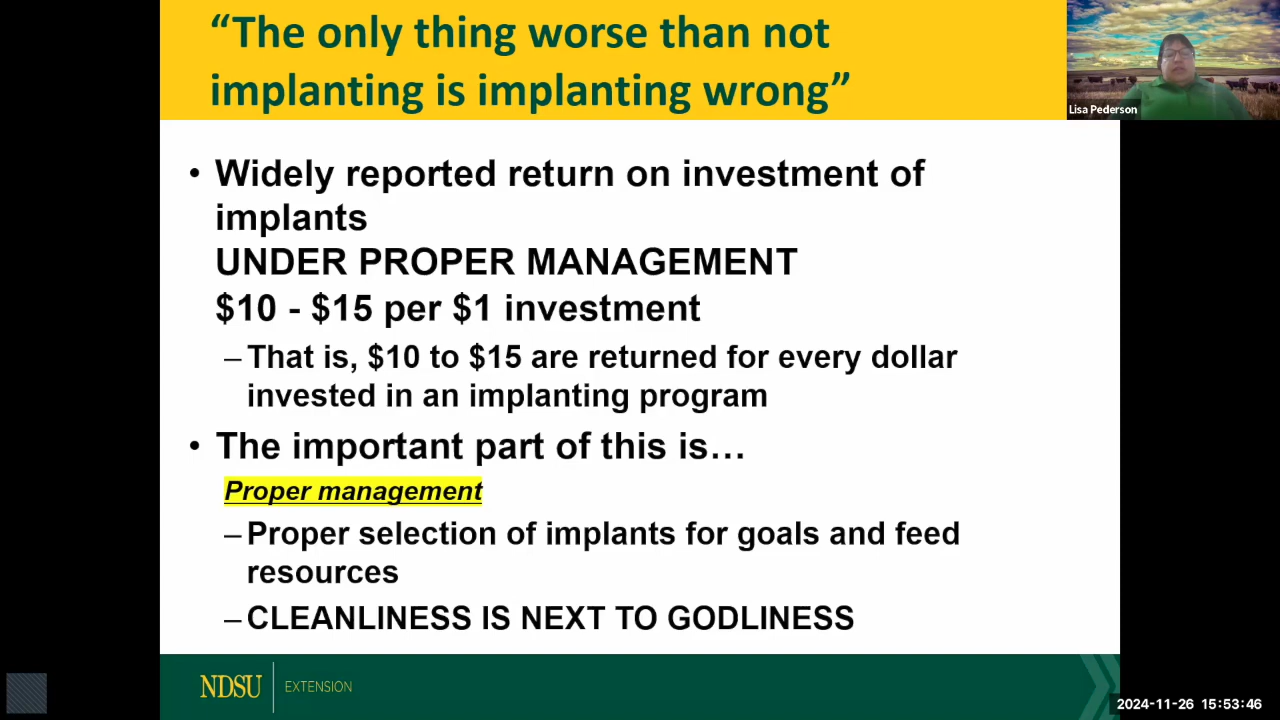 “The only thing worse than not
implanting is implanting wrong”
Lisa Pederson
• Widely reported return on investment of
implants
UNDER PROPER MANAGEMENT
$10 - $15 per $1 investment
– That is, $10 to $15 are returned for every dollar
invested in an implanting program
• The important part of this is…
Proper management
– Proper selection of implants for goals and feed
resources
– CLEANLINESS IS NEXT TO GODLINESS
NDSU EXTENSION
2024-11-26 15:53:46